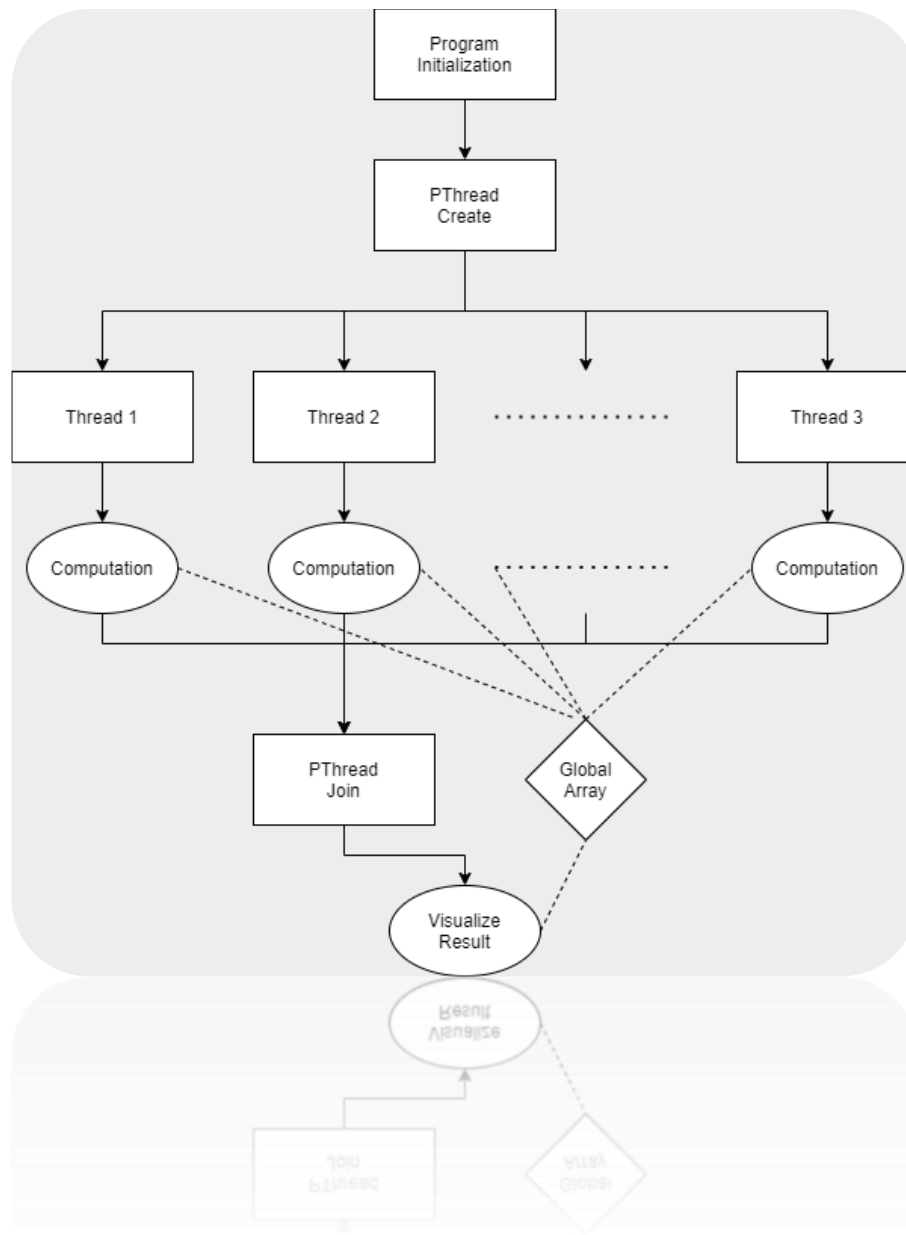 Program
Initialization
PThread
Create
Thread 1
Thread 2
Thread 3
Computation
Computation
Computation
PThread
Join
Global
Array
Visualize
Result